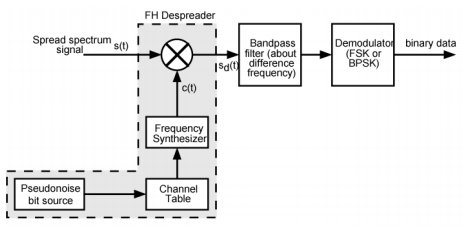 FH Despreader
Spread spectrum
signal
s(t)
s_d(t)
Bandpass
filter (about
difference
frequency)
Demodulator
(FSK or
BPSK)
binary data
c(t)
Frequency
Synthesizer
Pseudonoise
bit source
Channel
Table